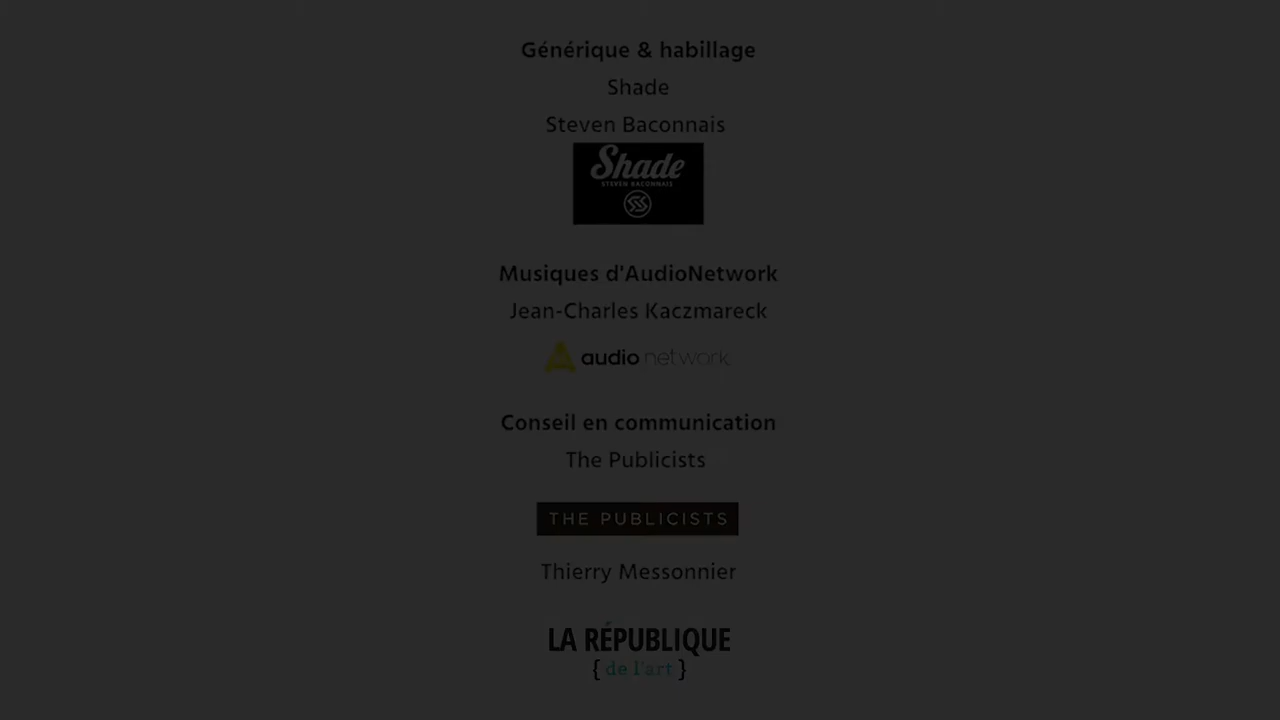 Générique & habillage
Shade
Steven Baconnais
Shade
STEVEN BACONNAIS
Musiques d'AudioNetwork
Jean-Charles Kaczmareck
audio network
Conseil en communication
The Publicists
THE PUBLICISTS
Thierry Messonnier
LA RÉPUBLIQUE
{ de l'art }